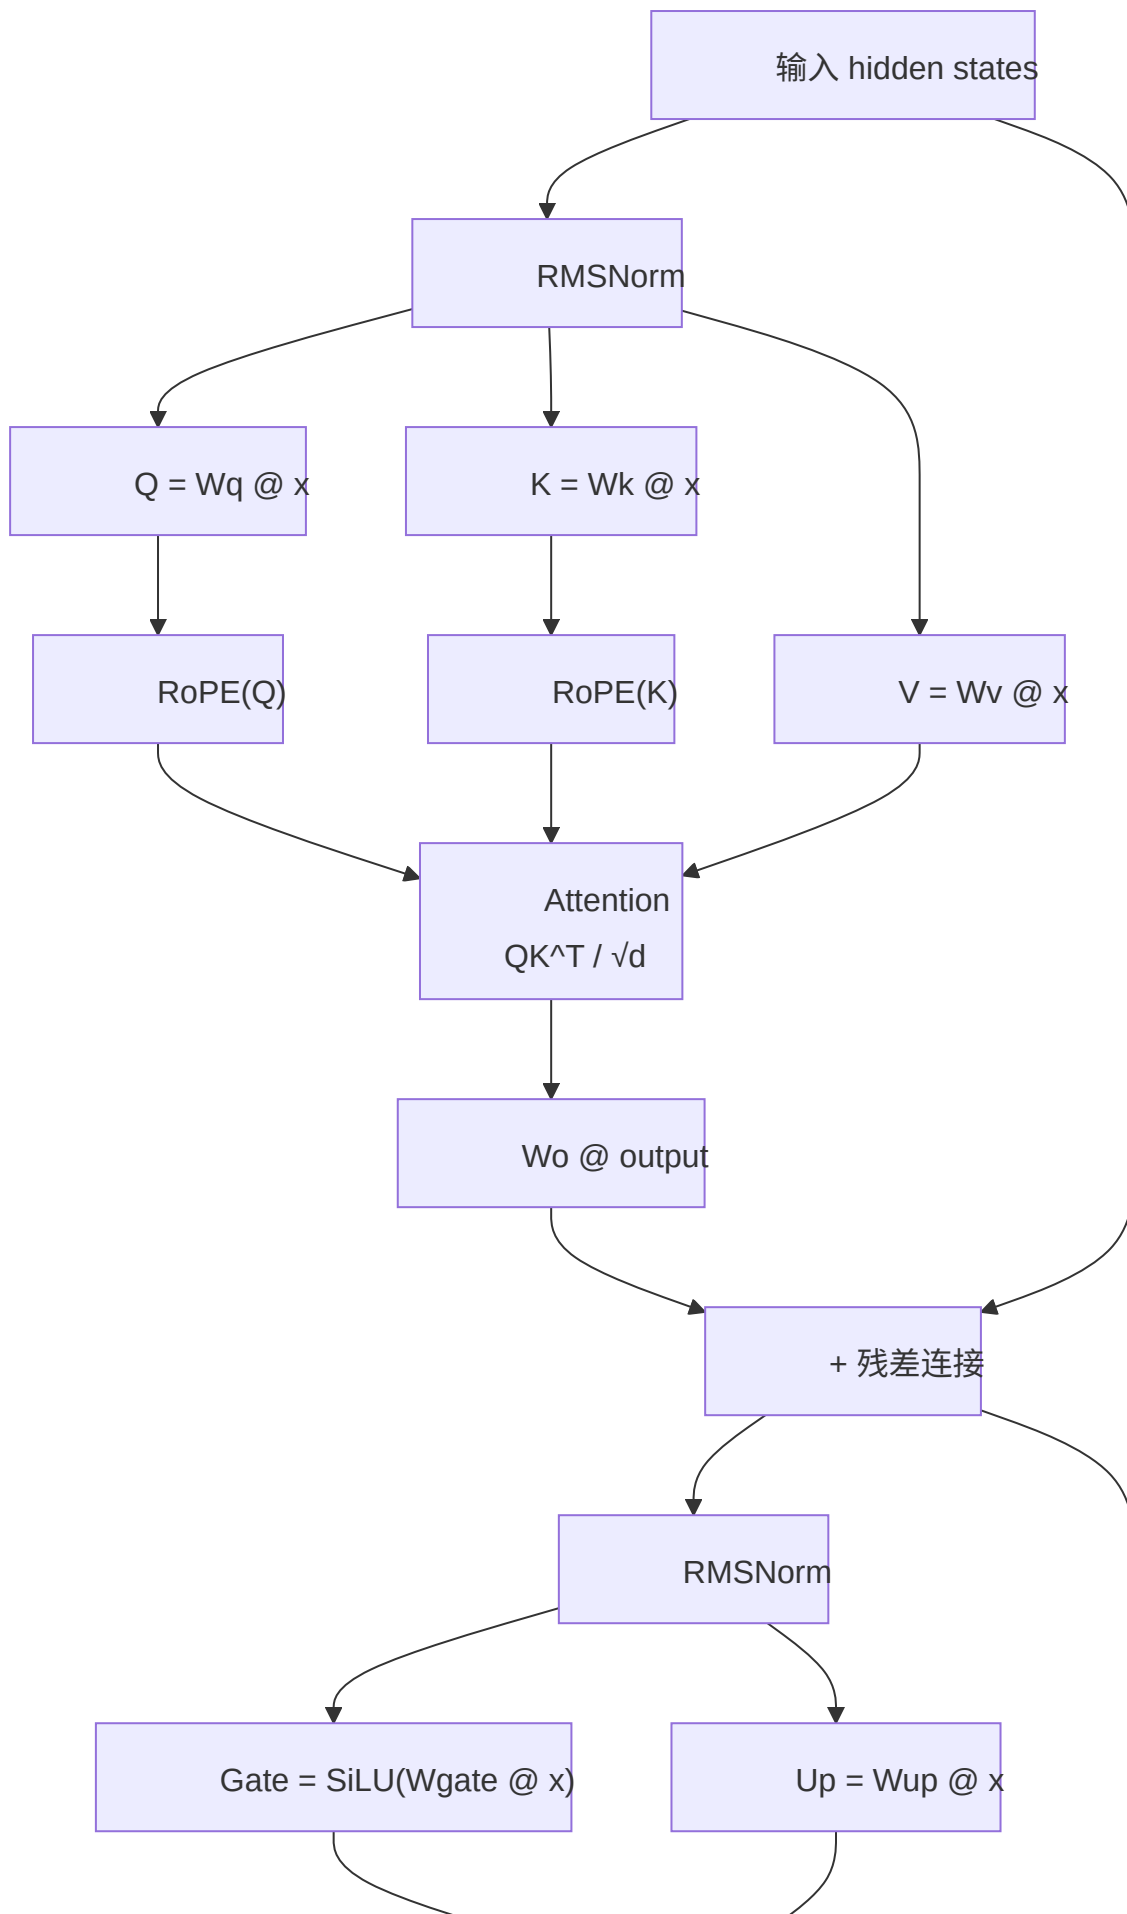 输入 hidden states
RMSNorm
Q = Wq @ x
K = Wk @ x
RoPE(Q)
RoPE(K)
V = Wv @ x
Attention
QK^T / √d
Wo @ output
+ 残差连接
RMSNorm
Gate = SiLU(Wgate @ x)
Up = Wup @ x